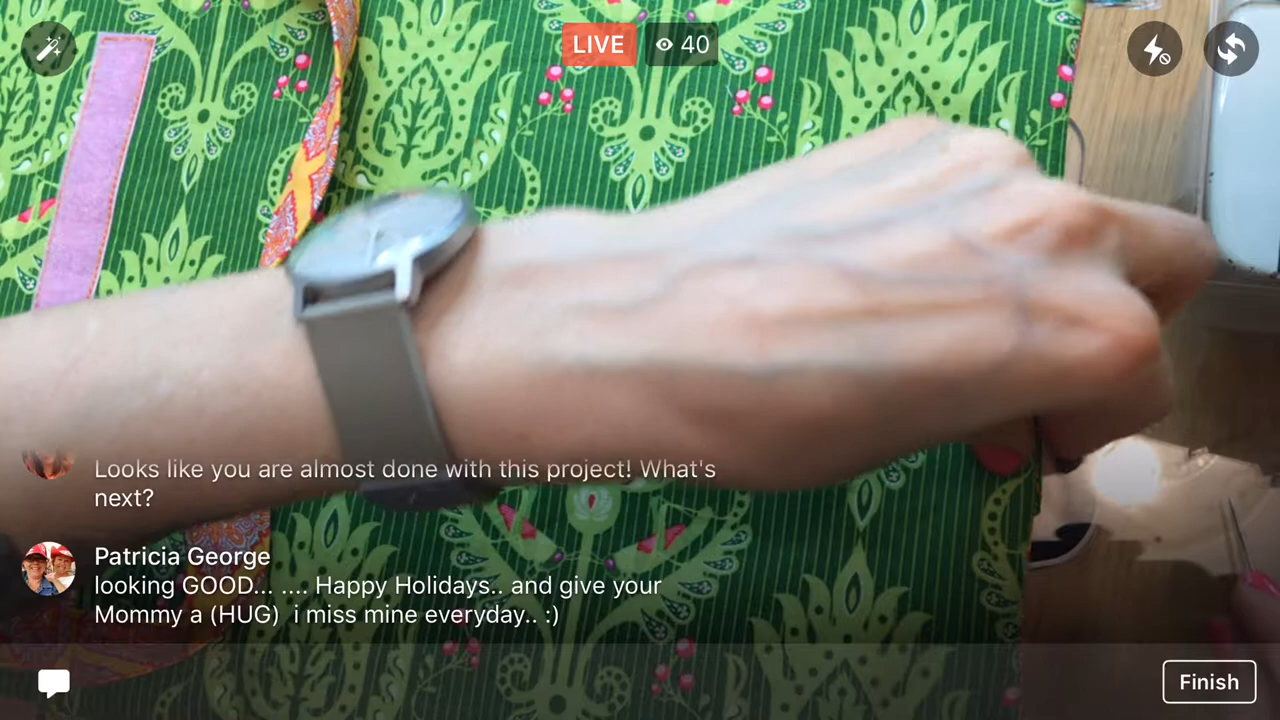 LIVE 40
Looks like you are almost done with this project! What's
next?
Patricia George
looking GOOD... .... Happy Holidays.. and give your
Mommy a (HUG)  i miss mine everyday.. :)
Finish